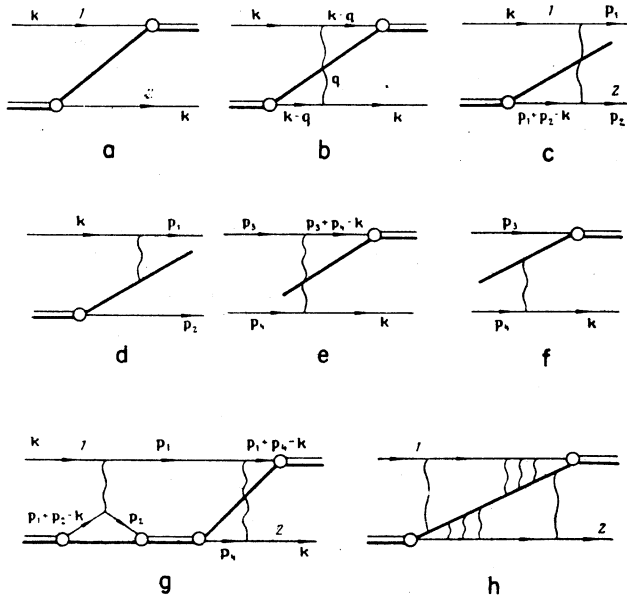 k 1
2
k
a
k k-q
q
k-q k
b
k 1 p₁
2
p₁+p₂-k p₂
c
k p₁
p₂
d
p₃ p₃+p₄-k
p₄ k
e
p₃
p₄ k
f
k 1 p₁ p₁+p₄-k
p₁+p₂-k p₂
2
p₄ k
g
1
2
h